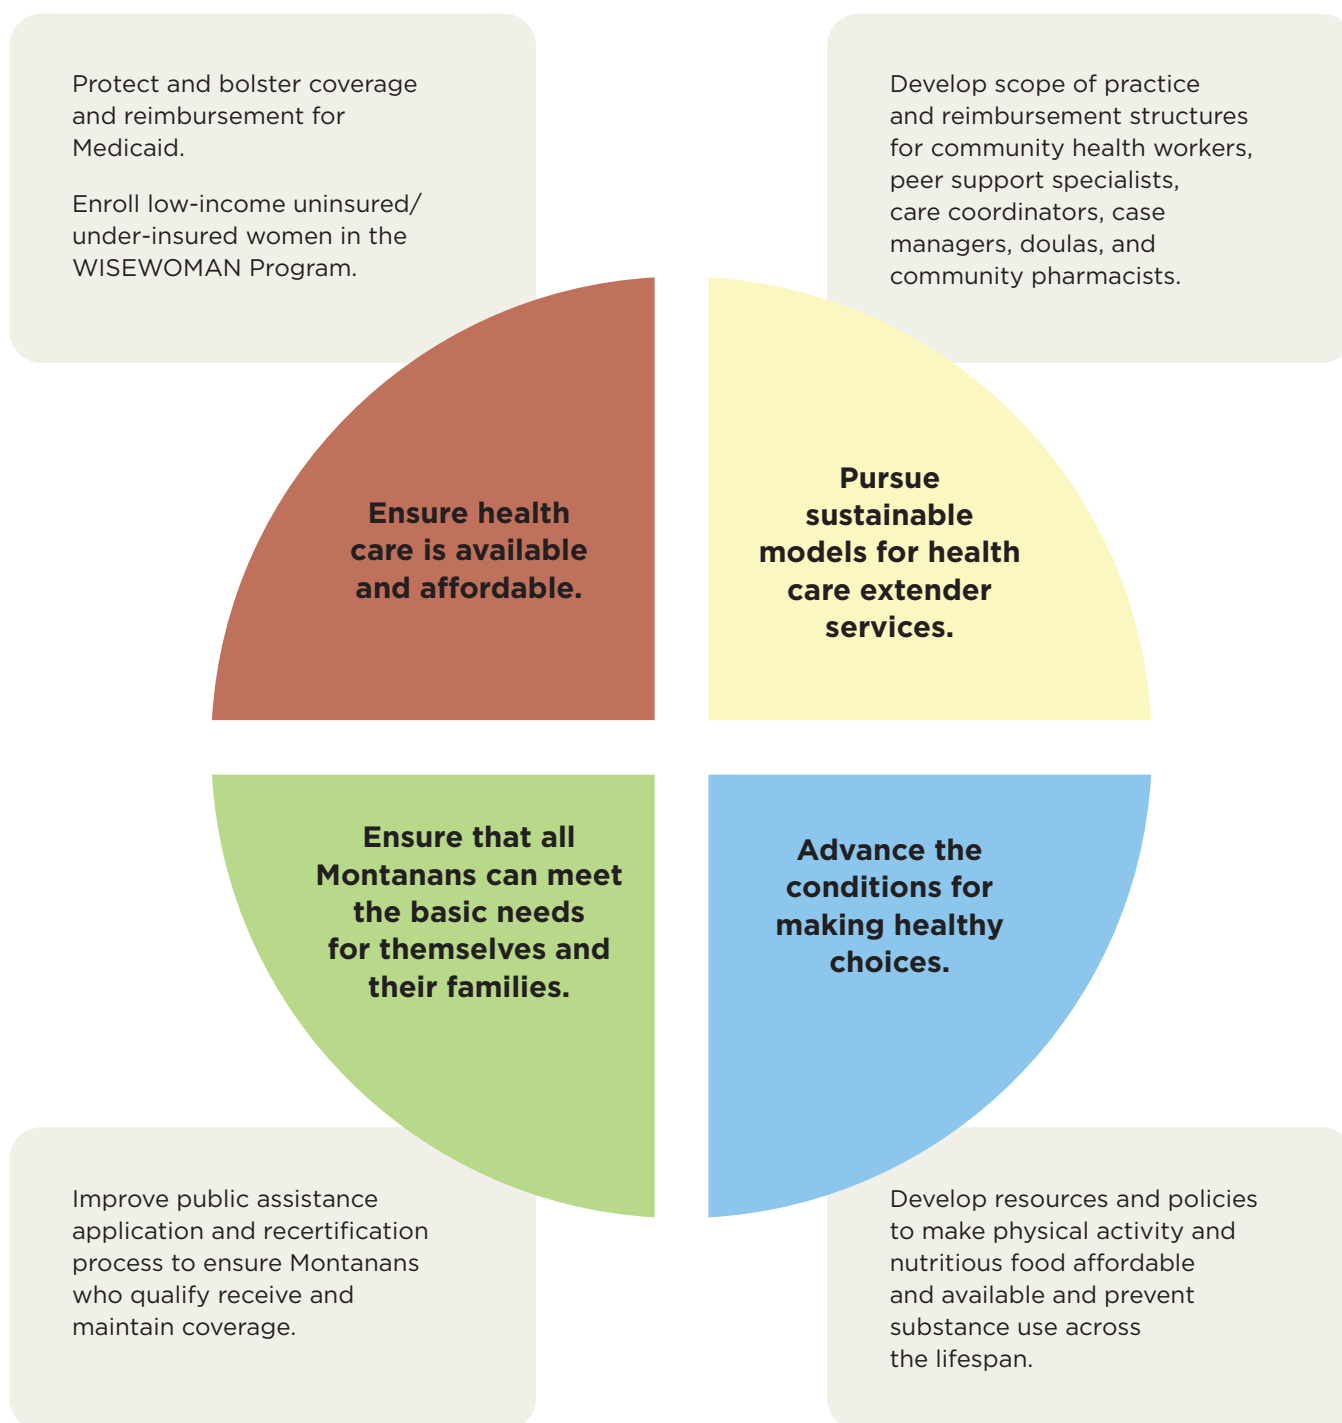 Protect and bolster coverage
and reimbursement for
Medicaid.
Enroll low-income uninsured/
under-insured women in the
WISEWOMAN Program.
Develop scope of practice
and reimbursement structures
for community health workers,
peer support specialists,
care coordinators, case
managers, doulas, and
community pharmacists.
Ensure health
care is available
and affordable.
Pursue
sustainable
models for health
care extender
services.
Ensure that all
Montanans can meet
the basic needs
for themselves and
their families.
Advance the
conditions for
making healthy
choices.
Improve public assistance
application and recertification
process to ensure Montanans
who qualify receive and
maintain coverage.
Develop resources and policies
to make physical activity and
nutritious food affordable
and available and prevent
substance use across
the lifespan.